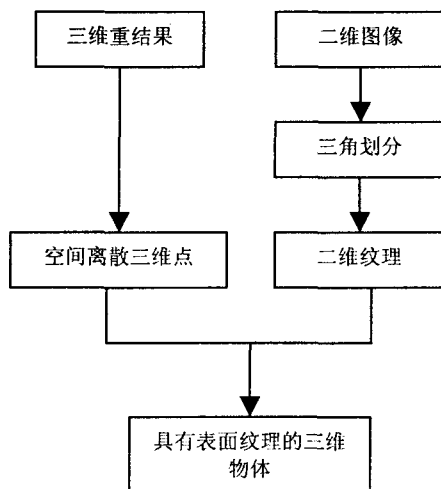 三维重结果
二维图像
三角划分
空间离散三维点
二维纹理
具有表面纹理的三维
物体